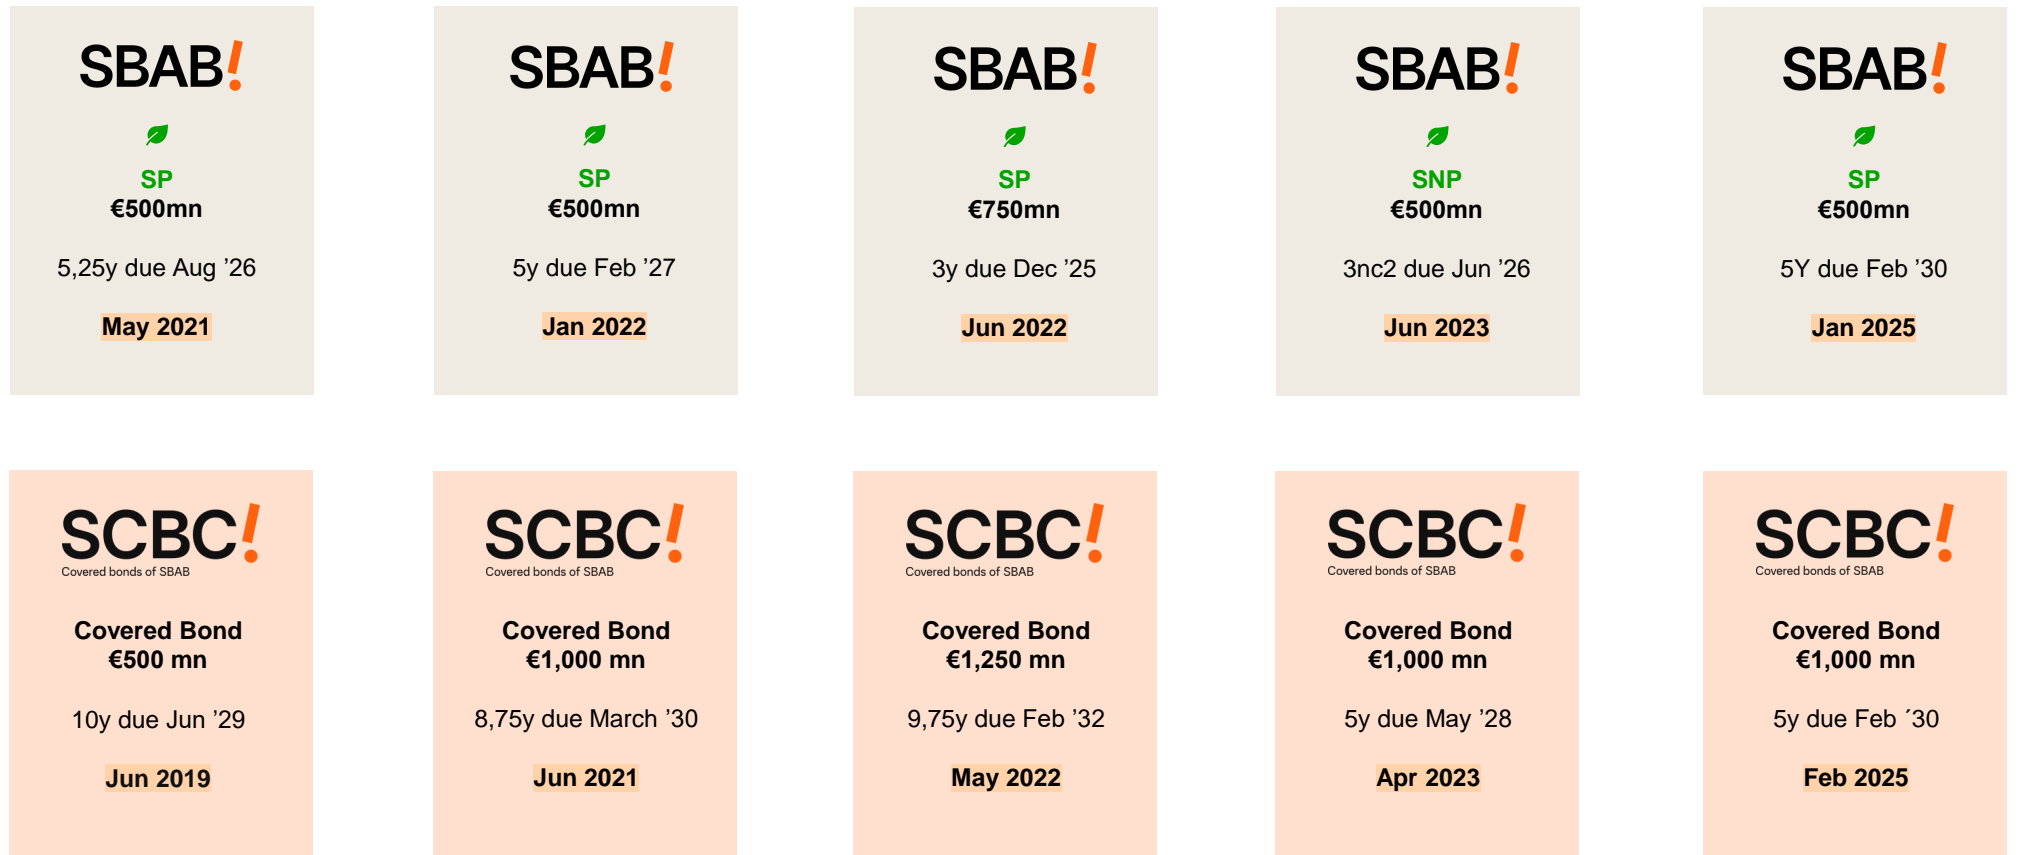 SBAB!
SP
€500mn
5,25y due Aug ’26
May 2021
SBAB!
SP
€500mn
5y due Feb ’27
Jan 2022
SBAB!
SP
€750mn
3y due Dec ’25
Jun 2022
SBAB!
SNP
€500mn
3nc2 due Jun ’26
Jun 2023
SBAB!
SP
€500mn
5Y due Feb ’30
Jan 2025
SCBC!
Covered bonds of SBAB
Covered Bond
€500 mn
10y due Jun ’29
Jun 2019
SCBC!
Covered bonds of SBAB
Covered Bond
€1,000 mn
8,75y due March ’30
Jun 2021
SCBC!
Covered bonds of SBAB
Covered Bond
€1,250 mn
9,75y due Feb ’32
May 2022
SCBC!
Covered bonds of SBAB
Covered Bond
€1,000 mn
5y due May ’28
Apr 2023
SCBC!
Covered bonds of SBAB
Covered Bond
€1,000 mn
5y due Feb ´30
Feb 2025